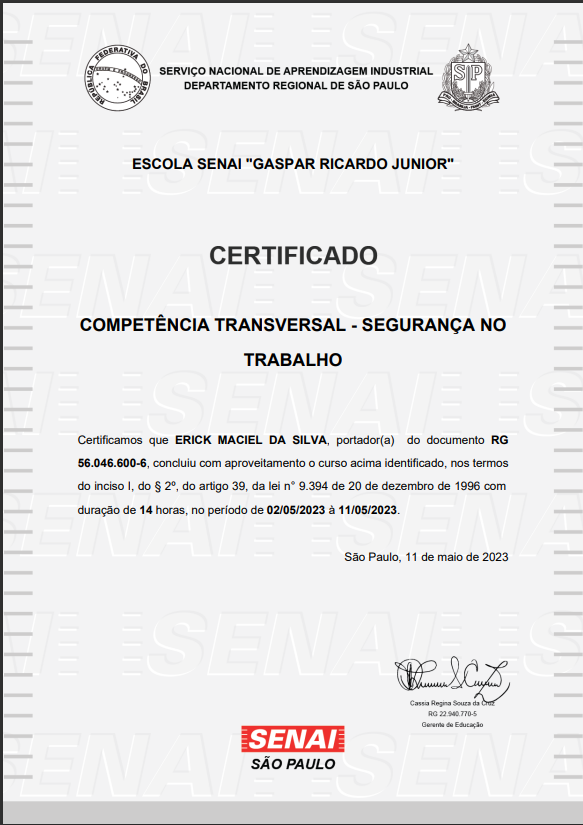 REPÚBLICA FEDERATIVA DO BRASIL
SERVIÇO NACIONAL DE APRENDIZAGEM INDUSTRIAL
DEPARTAMENTO REGIONAL DE SÃO PAULO
ESCOLA SENAI "GASPAR RICARDO JUNIOR"
CERTIFICADO
COMPETÊNCIA TRANSVERSAL - SEGURANÇA NO
TRABALHO
Certificamos que ERICK MACIEL DA SILVA, portador(a) do documento RG
56.046.600-6, concluiu com aproveitamento o curso acima identificado, nos termos
do inciso I, do § 2º, do artigo 39, da lei n° 9.394 de 20 de dezembro de 1996 com
duração de 14 horas, no período de 02/05/2023 à 11/05/2023.
São Paulo, 11 de maio de 2023
Cassia Regina Souza da Cruz
RG 22.940.770-5
Gerente de Educação
SENAI
SÃO PAULO